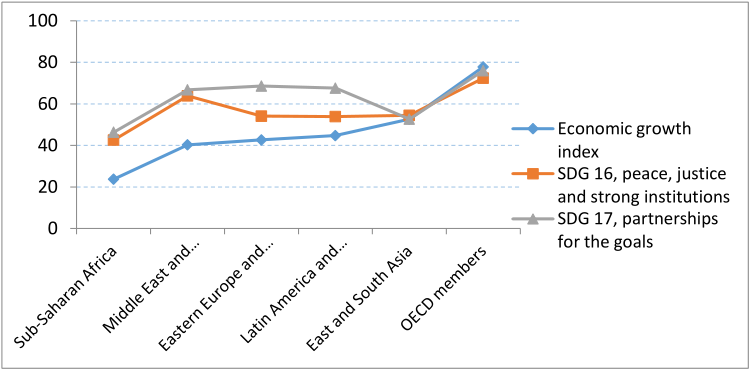 100
80
60
40
20
0
Sub-Saharan Africa
Middle East and...
Eastern Europe and...
Latin America and...
East and South Asia
OECD members
Economic growth
index
SDG 16, peace, justice
and strong institutions
SDG 17, partnerships
for the goals